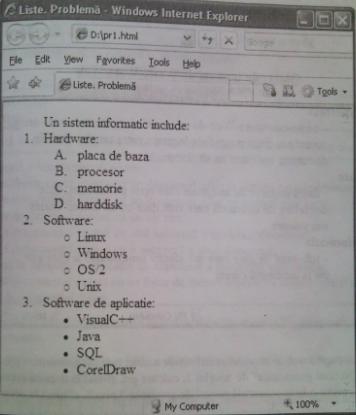 Liste. Problemă - Windows Internet Explorer
D:\pr1.html
Google
File Edit View Favorites Tools Help
Liste. Problemă
Tools
Un sistem informatic include:
1. Hardware:
A. placa de baza
B. procesor
C. memorie
D. harddisk
2. Software:
○ Linux
○ Windows
○ OS/2
○ Unix
3. Software de aplicatie:
• VisualC++
• Java
• SQL
• CorelDraw
My Computer
100%